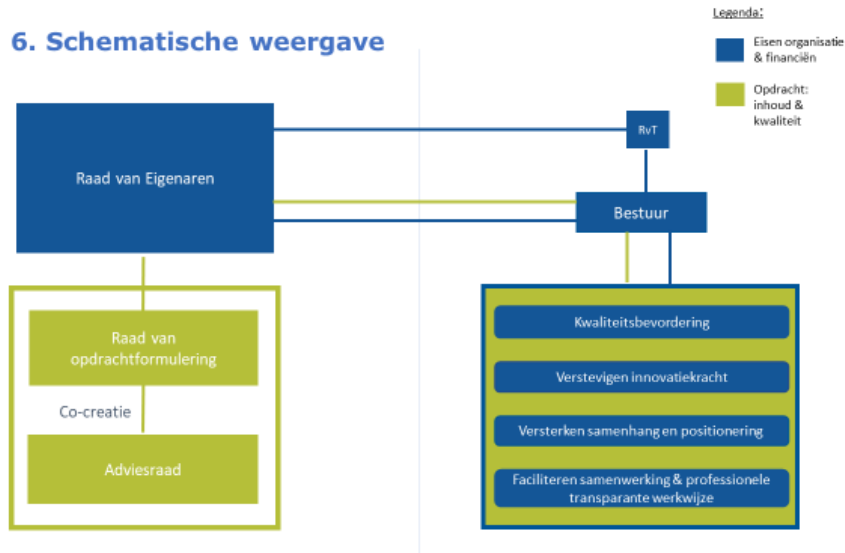 6. Schematische weergave
Legenda:
Eisen organisatie
& financiën
Opdracht:
inhoud &
kwaliteit
Raad van Eigenaren
RvT
Bestuur
Raad van
opdrachtformulering
Co-creatie
Adviesraad
Kwaliteitsbevordering
Verstevigen innovatiekracht
Versterken samenhang en positionering
Faciliteren samenwerking & professionele
transparante werkwijze